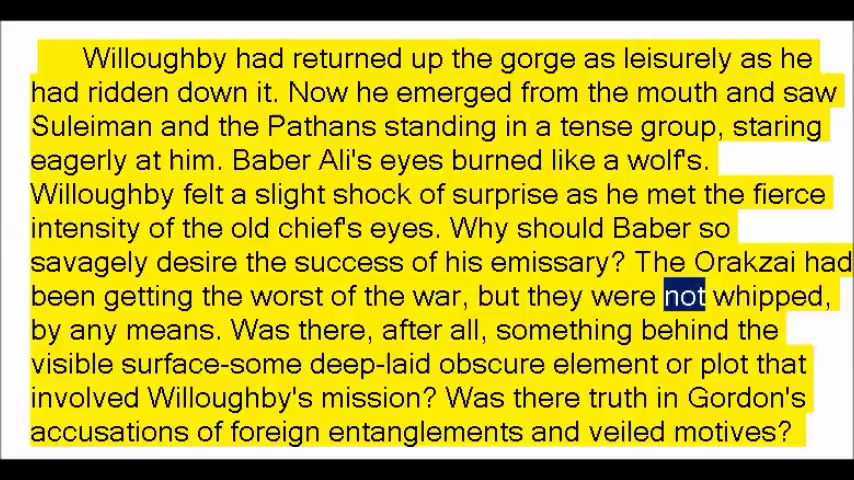 Willoughby had returned up the gorge as leisurely as he
had ridden down it. Now he emerged from the mouth and saw
Suleiman and the Pathans standing in a tense group, staring
eagerly at him. Baber Ali's eyes burned like a wolf's.
Willoughby felt a slight shock of surprise as he met the fierce
intensity of the old chief's eyes. Why should Baber so
savagely desire the success of his emissary? The Orakzai had
been getting the worst of the war, but they were not whipped,
by any means. Was there, after all, something behind the
visible surface-some deep-laid obscure element or plot that
involved Willoughby's mission? Was there truth in Gordon's
accusations of foreign entanglements and veiled motives?